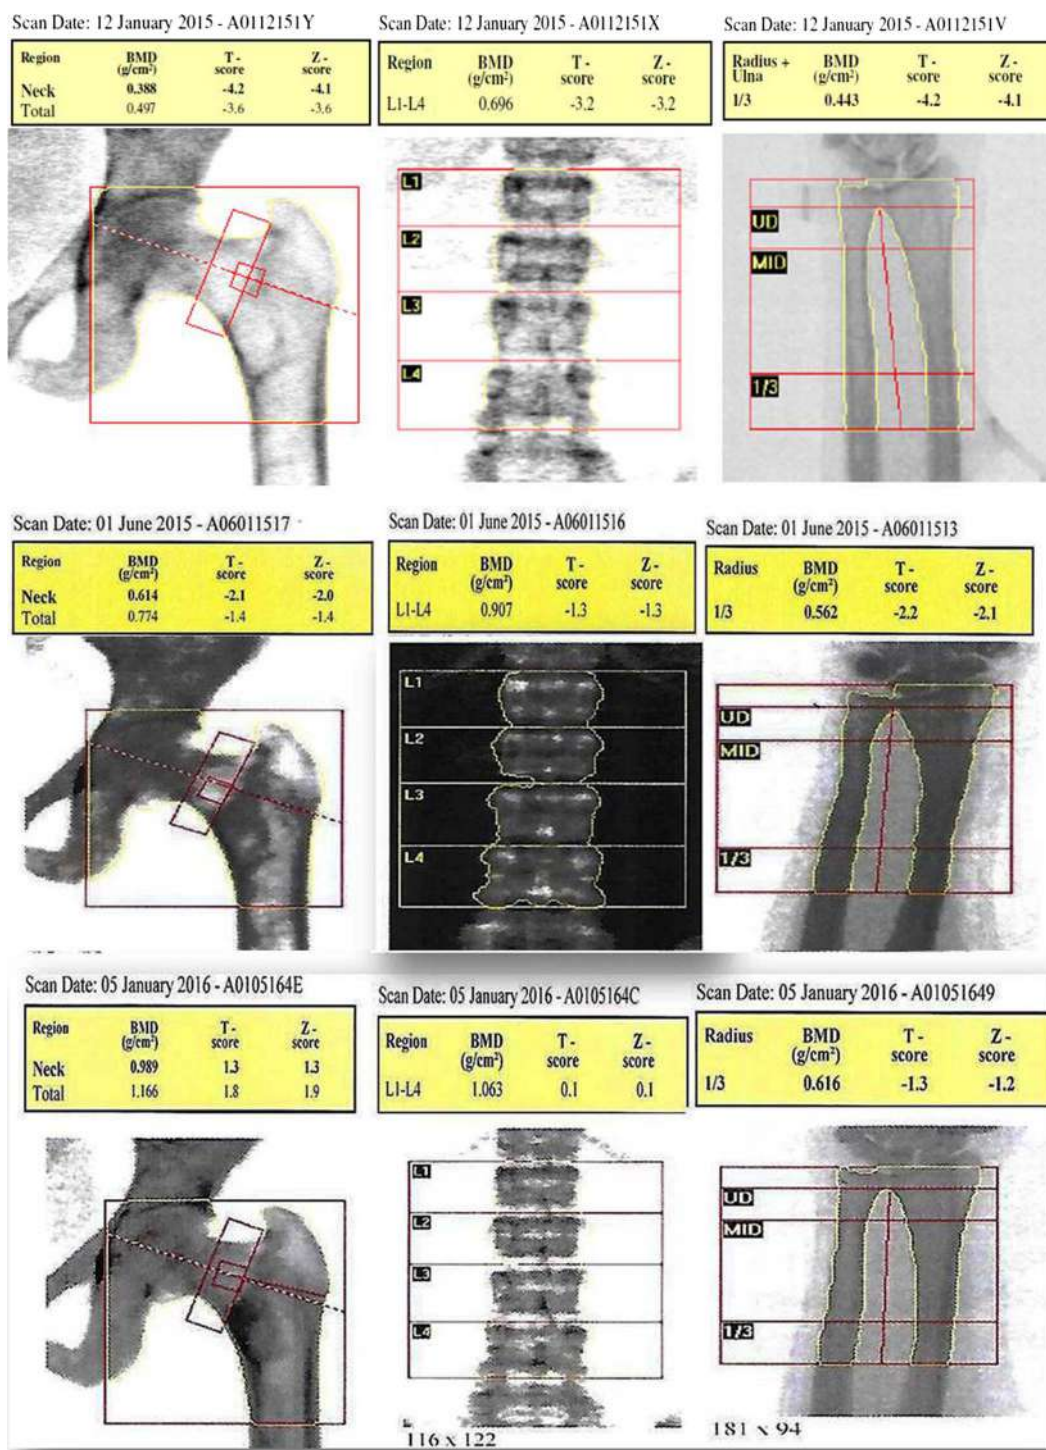 Scan Date: 12 January 2015 - A0112151Y
Region BMD (g/cm²) T - score Z - score
Neck 0.388 -4.2 -4.1
Total 0.497 -3.6 -3.6
Scan Date: 12 January 2015 - A0112151X
Region BMD (g/cm²) T - score Z - score
L1-L4 0.696 -3.2 -3.2
L1
L2
L3
L4
Scan Date: 12 January 2015 - A0112151V
Radius + Ulna BMD (g/cm²) T - score Z - score
1/3 0.443 -4.2 -4.1
UD
MID
1/3
Scan Date: 01 June 2015 - A06011517
Region BMD (g/cm²) T - score Z - score
Neck 0.614 -2.1 -2.0
Total 0.774 -1.4 -1.4
Scan Date: 01 June 2015 - A06011516
Region BMD (g/cm²) T - score Z - score
L1-L4 0.907 -1.3 -1.3
L1
L2
L3
L4
Scan Date: 01 June 2015 - A06011513
Radius BMD (g/cm²) T - score Z - score
1/3 0.562 -2.2 -2.1
UD
MID
1/3
Scan Date: 05 January 2016 - A0105164E
Region BMD (g/cm²) T - score Z - score
Neck 0.989 1.3 1.3
Total 1.166 1.8 1.9
Scan Date: 05 January 2016 - A0105164C
Region BMD (g/cm²) T - score Z - score
L1-L4 1.063 0.1 0.1
L1
L2
L3
L4
116 x 122
Scan Date: 05 January 2016 - A01051649
Radius BMD (g/cm²) T - score Z - score
1/3 0.616 -1.3 -1.2
UD
MID
1/3
181 x 94